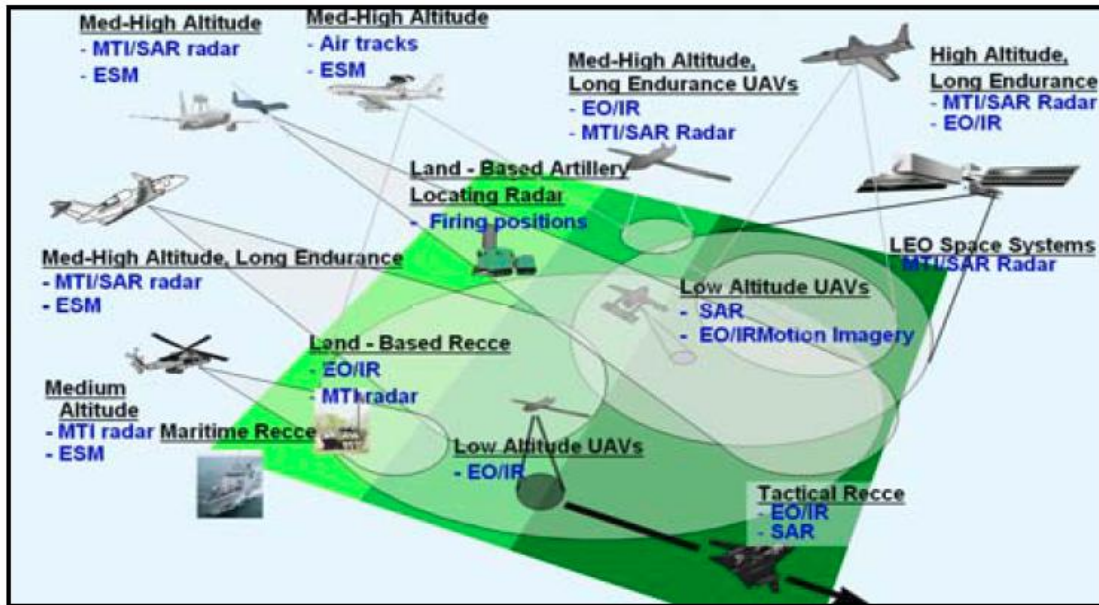 Med-High Altitude
- MTI/SAR radar
- ESM
Med-High Altitude
- Air tracks
- ESM
Med-High Altitude,
Long Endurance UAVs
- EO/IR
- MTI/SAR Radar
High Altitude,
Long Endurance
- MTI/SAR Radar
- EO/IR
Land - Based Artillery
Locating Radar
- Firing positions
Med-High Altitude, Long Endurance
- MTI/SAR radar
- ESM
LEO Space Systems
MTI/SAR Radar
Low Altitude UAVs
- SAR
- EO/IRMotion Imagery
Land - Based Recce
- EO/IR
- MTI radar
Medium
Altitude
- MTI radar
- ESM
Maritime Recce
Low Altitude UAVs
- EO/IR
Tactical Recce
- EO/IR
- SAR